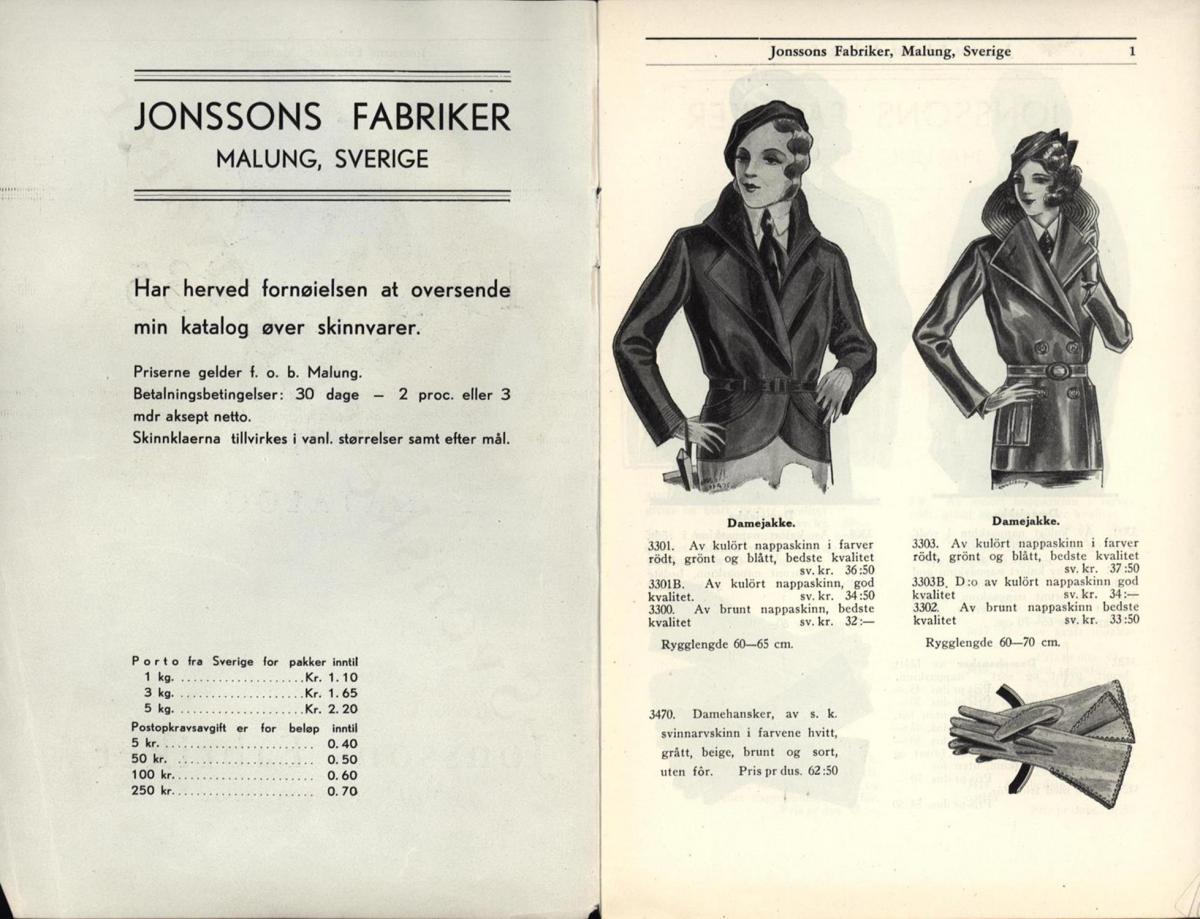 JONSSONS FABRIKER
MALUNG, SVERIGE
Har herved fornøielsen at oversende
min katalog øver skinnvarer.
Priserne gelder f. o. b. Malung.
Betalningsbetingelser: 30 dage — 2 proc. eller 3
mdr aksept netto.
Skinnklaerna tillvirkes i vanl. størrelser samt efter mål.
Porto fra Sverige for pakker inntil
1 kg. .....................Kr. 1.10
3 kg. .....................Kr. 1.65
5 kg. .....................Kr. 2.20
Postopkravsavgift er for beløp inntil
5 kr. ....................... 0.40
50 kr. ...................... 0.50
100 kr. ..................... 0.60
250 kr. ..................... 0.70
Jonssons Fabriker, Malung, Sverige 1
Damejakke.
3301. Av kulört nappaskinn i farver
rödt, grönt og blått, bedste kvalitet
sv. kr. 36:50
3301B. Av kulört nappaskinn, god
kvalitet. sv. kr. 34:50
3300. Av brunt nappaskinn, bedste
kvalitet sv. kr. 32:—
Rygglengde 60—65 cm.
Damejakke.
3303. Av kulört nappaskinn i farver
rödt, grönt og blått, bedste kvalitet
sv. kr. 37:50
3303B. D:o av kulört nappaskinn god
kvalitet sv. kr. 34:—
3302. Av brunt nappaskinn bedste
kvalitet sv. kr. 33:50
Rygglengde 60—70 cm.
3470. Damehansker, av s. k.
svinnarvskinn i farvene hvitt,
grått, beige, brunt og sort,
uten fôr. Pris pr dus. 62:50